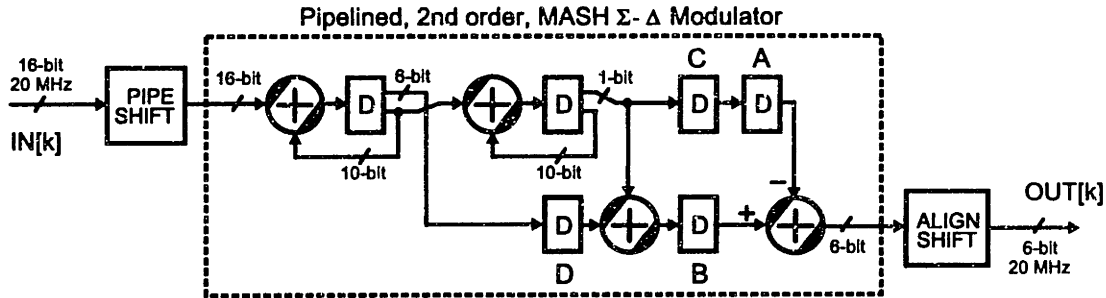 Pipelined, 2nd order, MASH Σ-Δ Modulator
16-bit
20 MHz
IN[k]
PIPE
SHIFT
16-bit
D
6-bit
10-bit
D
1-bit
10-bit
C
D
A
D
D
D
D
B
−
+
6-bit
ALIGN
SHIFT
OUT[k]
6-bit
20 MHz